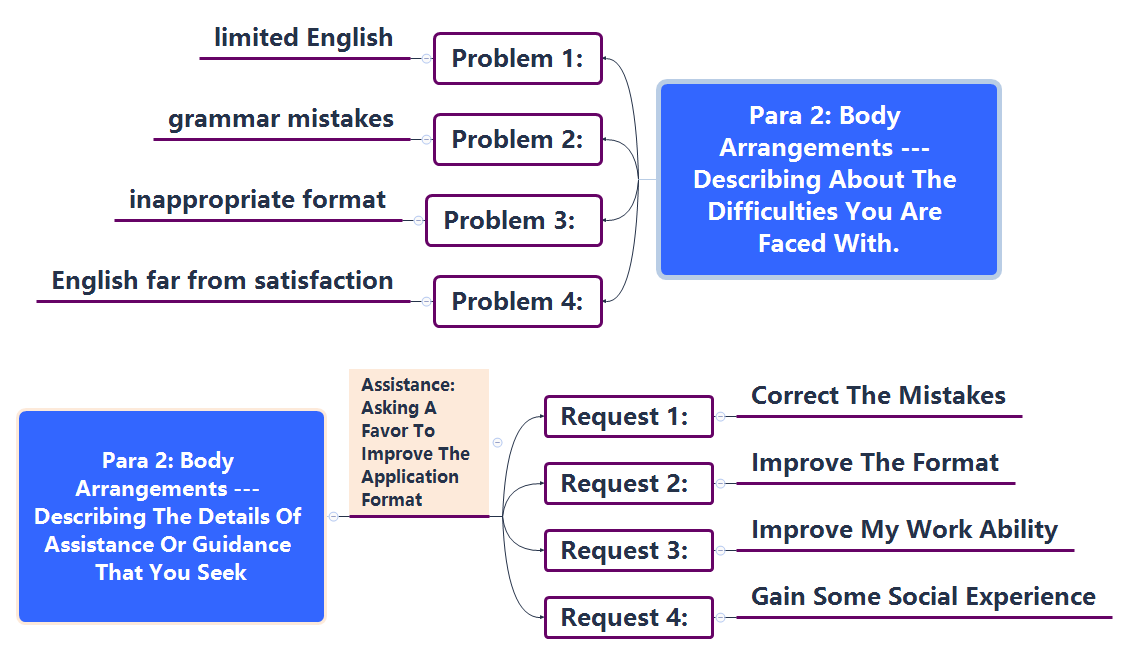 limited English
Problem 1:
grammar mistakes
Problem 2:
inappropriate format
Problem 3:
English far from satisfaction
Problem 4:
Para 2: Body
Arrangements ---
Describing About The
Difficulties You Are
Faced With.
Para 2: Body
Arrangements ---
Describing The Details Of
Assistance Or Guidance
That You Seek
Assistance:
Asking A
Favor To
Improve The
Application
Format
Request 1:
Correct The Mistakes
Request 2:
Improve The Format
Request 3:
Improve My Work Ability
Request 4:
Gain Some Social Experience